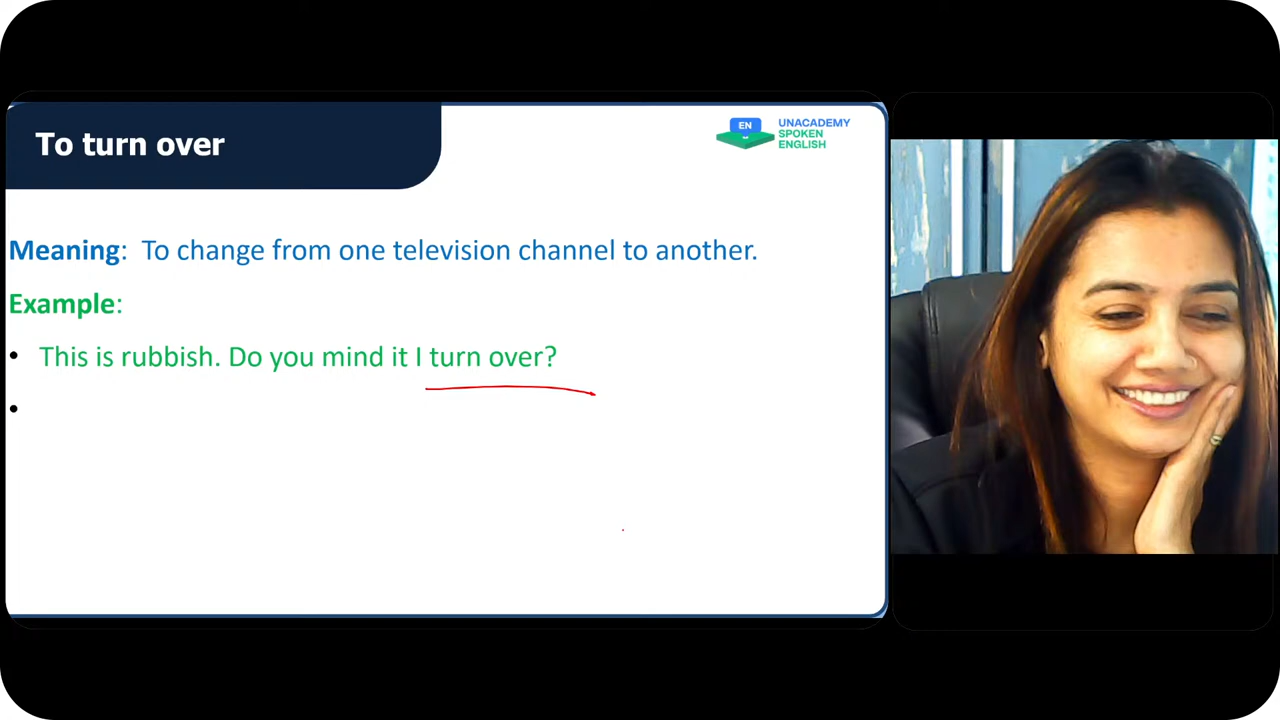 To turn over
EN
UNACADEMY
SPOKEN
ENGLISH
Meaning: To change from one television channel to another.
Example:
• This is rubbish. Do you mind it I turn over?
•